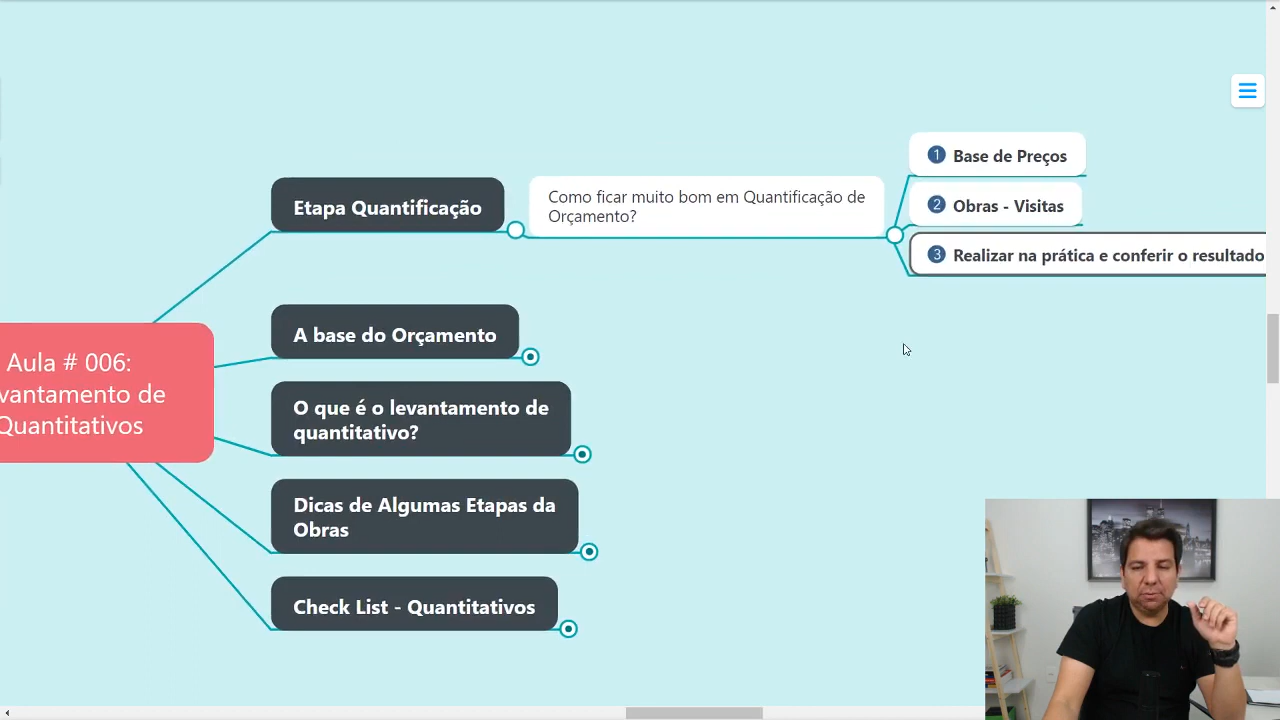 Aula # 006:
vantamento de
Quantitativos
Etapa Quantificação
Como ficar muito bom em Quantificação de
Orçamento?
1 Base de Preços
2 Obras - Visitas
3 Realizar na prática e conferir o resultado
A base do Orçamento
O que é o levantamento de
quantitativo?
Dicas de Algumas Etapas da
Obras
Check List - Quantitativos